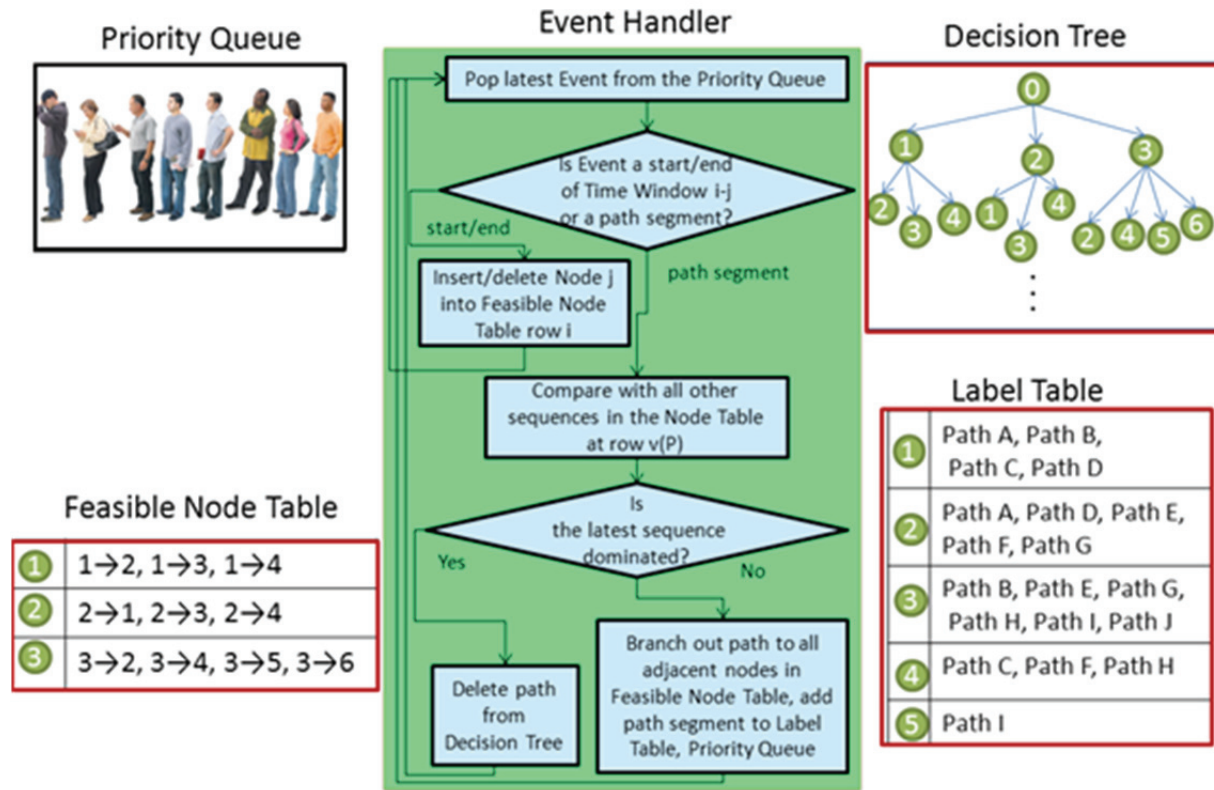 Priority Queue
Event Handler
Pop latest Event from the Priority Queue
Is Event a start/end
of Time Window i-j
or a path segment?
start/end
path segment
Insert/delete Node j
into Feasible Node
Table row i
Compare with all other
sequences in the Node Table
at row v(P)
Is
the latest sequence
dominated?
Yes
No
Delete path
from
Decision Tree
Branch out path to all
adjacent nodes in
Feasible Node Table, add
path segment to Label
Table, Priority Queue
Decision Tree
0
1
2
3
2
3
4
1
3
4
2
4
5
6
Feasible Node Table
1 1→2, 1→3, 1→4
2 2→1, 2→3, 2→4
3 3→2, 3→4, 3→5, 3→6
Label Table
1 Path A, Path B,
Path C, Path D
2 Path A, Path D, Path E,
Path F, Path G
3 Path B, Path E, Path G,
Path H, Path I, Path J
4 Path C, Path F, Path H
5 Path I